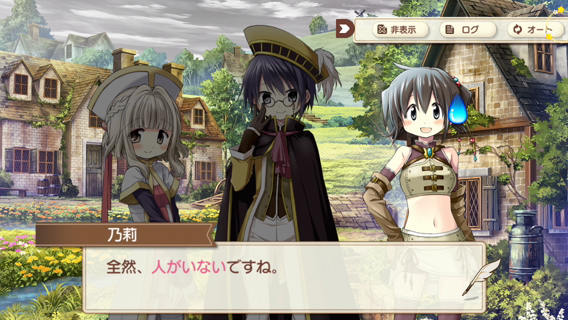 非表示
ログ
オート
乃莉
全然、人がいないですね。